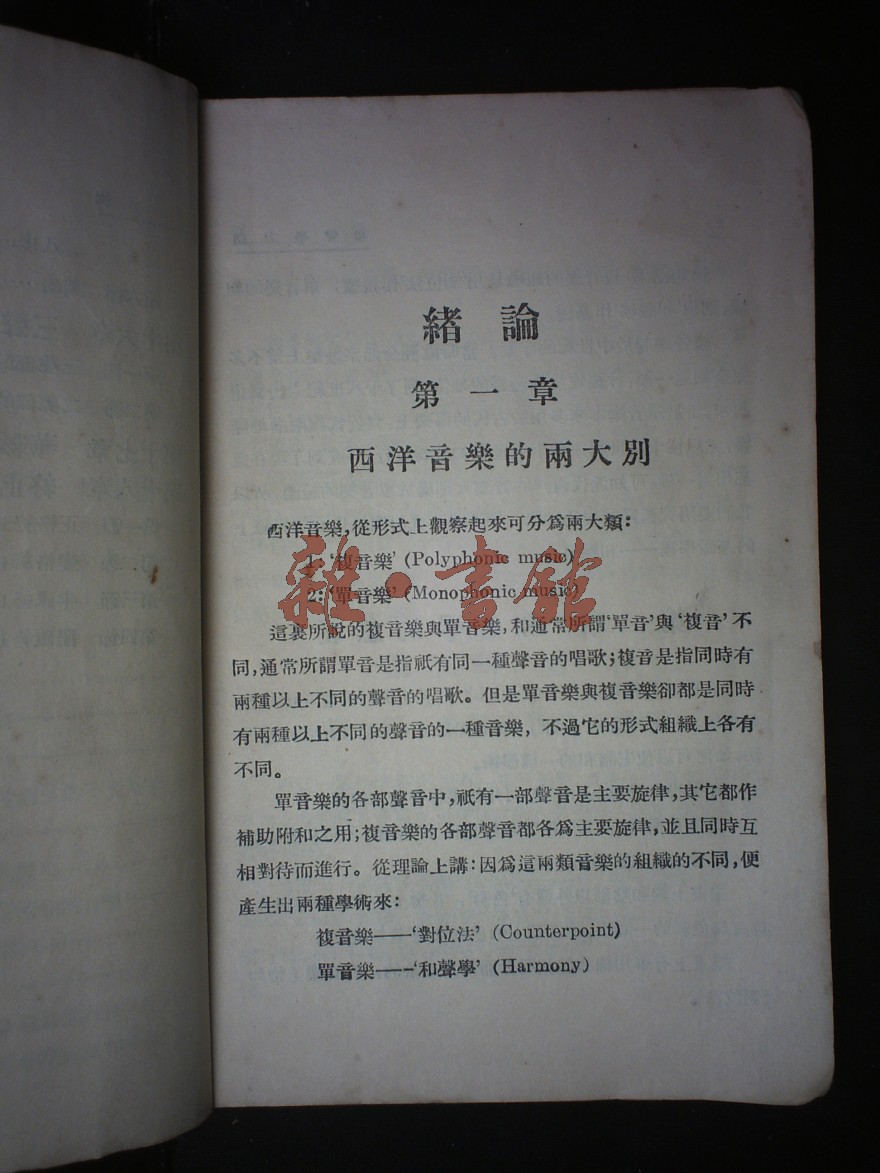 緒論
第一章
西洋音樂的兩大別
西洋音樂,從形式上觀察起來可分爲兩大類:
1:‘複音樂’ (Polyphonic music)
2:‘單音樂’ (Monophonic music)
這裏所說的複音樂與單音樂,和通常所謂‘單音’與‘複音’不
同,通常所謂單音是指祇有同一種聲音的唱歌;複音是指同時有
兩種以上不同的聲音的唱歌。但是單音樂與複音樂卻都是同時
有兩種以上不同的聲音的一種音樂, 不過它的形式組織上各有
不同。
單音樂的各部聲音中,祇有一部聲音是主要旋律,其它都作
補助附和之用;複音樂的各部聲音都各爲主要旋律,並且同時互
相對待而進行。從理論上講:因爲這兩類音樂的組織的不同,便
產生出兩種學術來:
複音樂——‘對位法’ (Counterpoint)
單音樂——‘和聲學’ (Harmony)
雜·書館